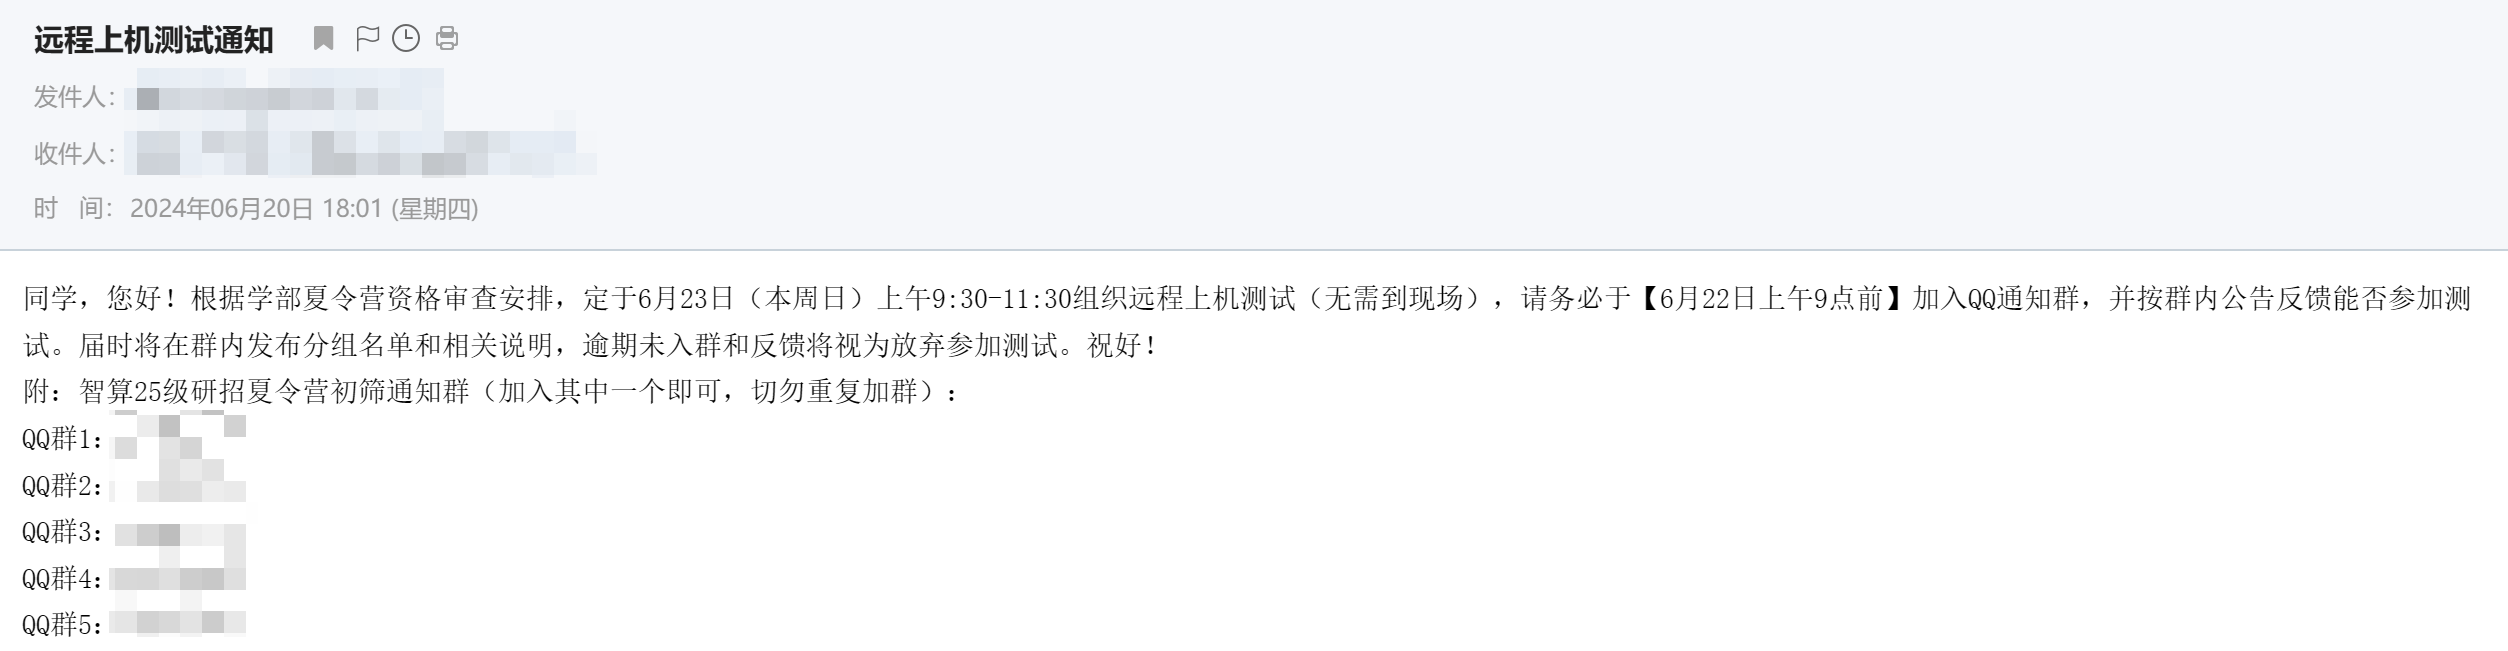 远程上机测试通知
发件人：
收件人：
时 间： 2024年06月20日 18:01 (星期四)
同学，您好！根据学部夏令营资格审查安排，定于6月23日（本周日）上午9:30-11:30组织远程上机测试（无需到现场），请务必于【6月22日上午9点前】加入QQ通知群，并按群内公告反馈能否参加测
试。届时将在群内发布分组名单和相关说明，逾期未入群和反馈将视为放弃参加测试。祝好！
附：智算25级研招夏令营初筛通知群（加入其中一个即可，切勿重复加群）：
QQ群1：
QQ群2：
QQ群3：
QQ群4：
QQ群5：